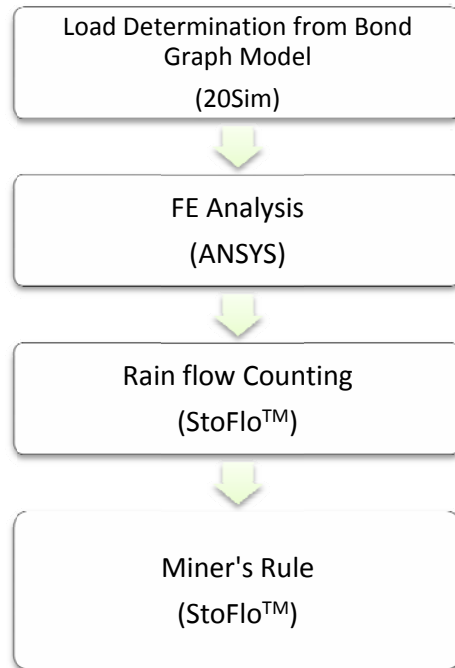 Load Determination from Bond
Graph Model
(20Sim)
FE Analysis
(ANSYS)
Rain flow Counting
(StoFlo™)
Miner's Rule
(StoFlo™)